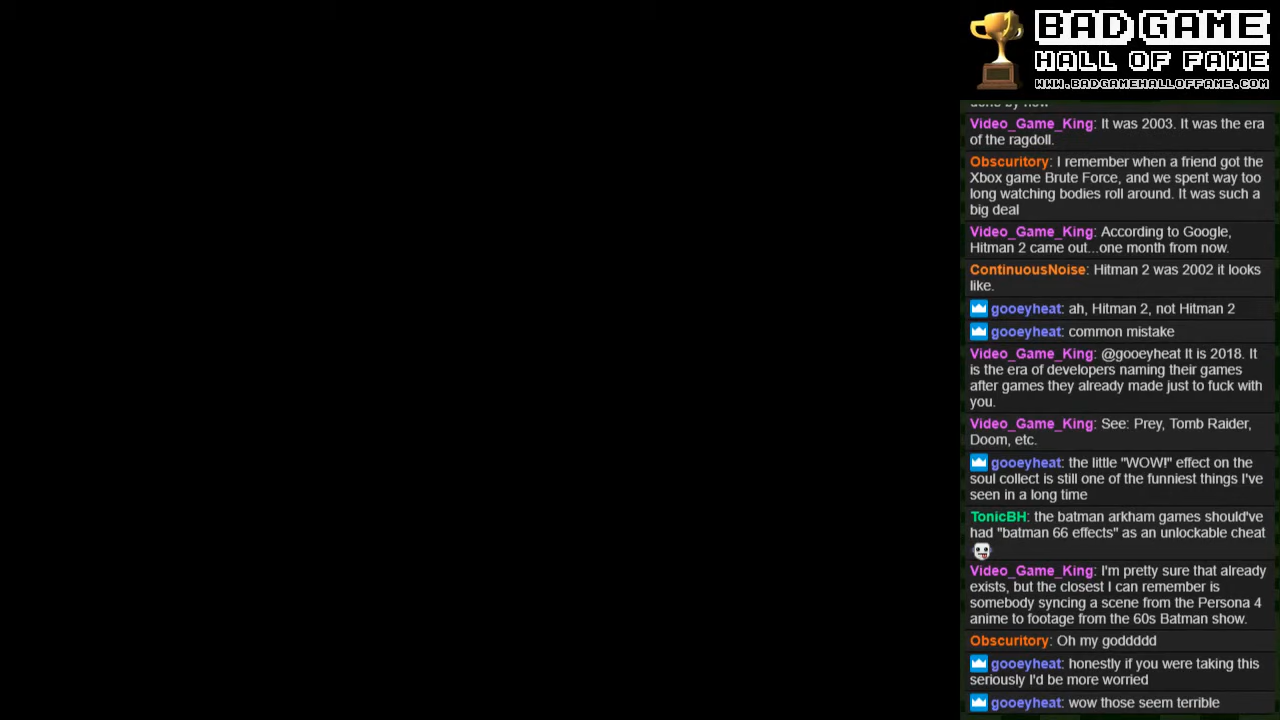 BAD GAME
HALL OF FAME
WWW.BADGAMEHALLOFFAME.COM
done by now
Video_Game_King: It was 2003. It was the era
of the ragdoll.
Obscuritory: I remember when a friend got the
Xbox game Brute Force, and we spent way too
long watching bodies roll around. It was such a
big deal
Video_Game_King: According to Google,
Hitman 2 came out...one month from now.
ContinuousNoise: Hitman 2 was 2002 it looks
like.
gooeyheat: ah, Hitman 2, not Hitman 2
gooeyheat: common mistake
Video_Game_King: @gooeyheat It is 2018. It
is the era of developers naming their games
after games they already made just to fuck with
you.
Video_Game_King: See: Prey, Tomb Raider,
Doom, etc.
gooeyheat: the little "WOW!" effect on the
soul collect is still one of the funniest things I've
seen in a long time
TonicBH: the batman arkham games should've
had "batman 66 effects" as an unlockable cheat
Video_Game_King: I'm pretty sure that already
exists, but the closest I can remember is
somebody syncing a scene from the Persona 4
anime to footage from the 60s Batman show.
Obscuritory: Oh my goddddd
gooeyheat: honestly if you were taking this
seriously I'd be more worried
gooeyheat: wow those seem terrible